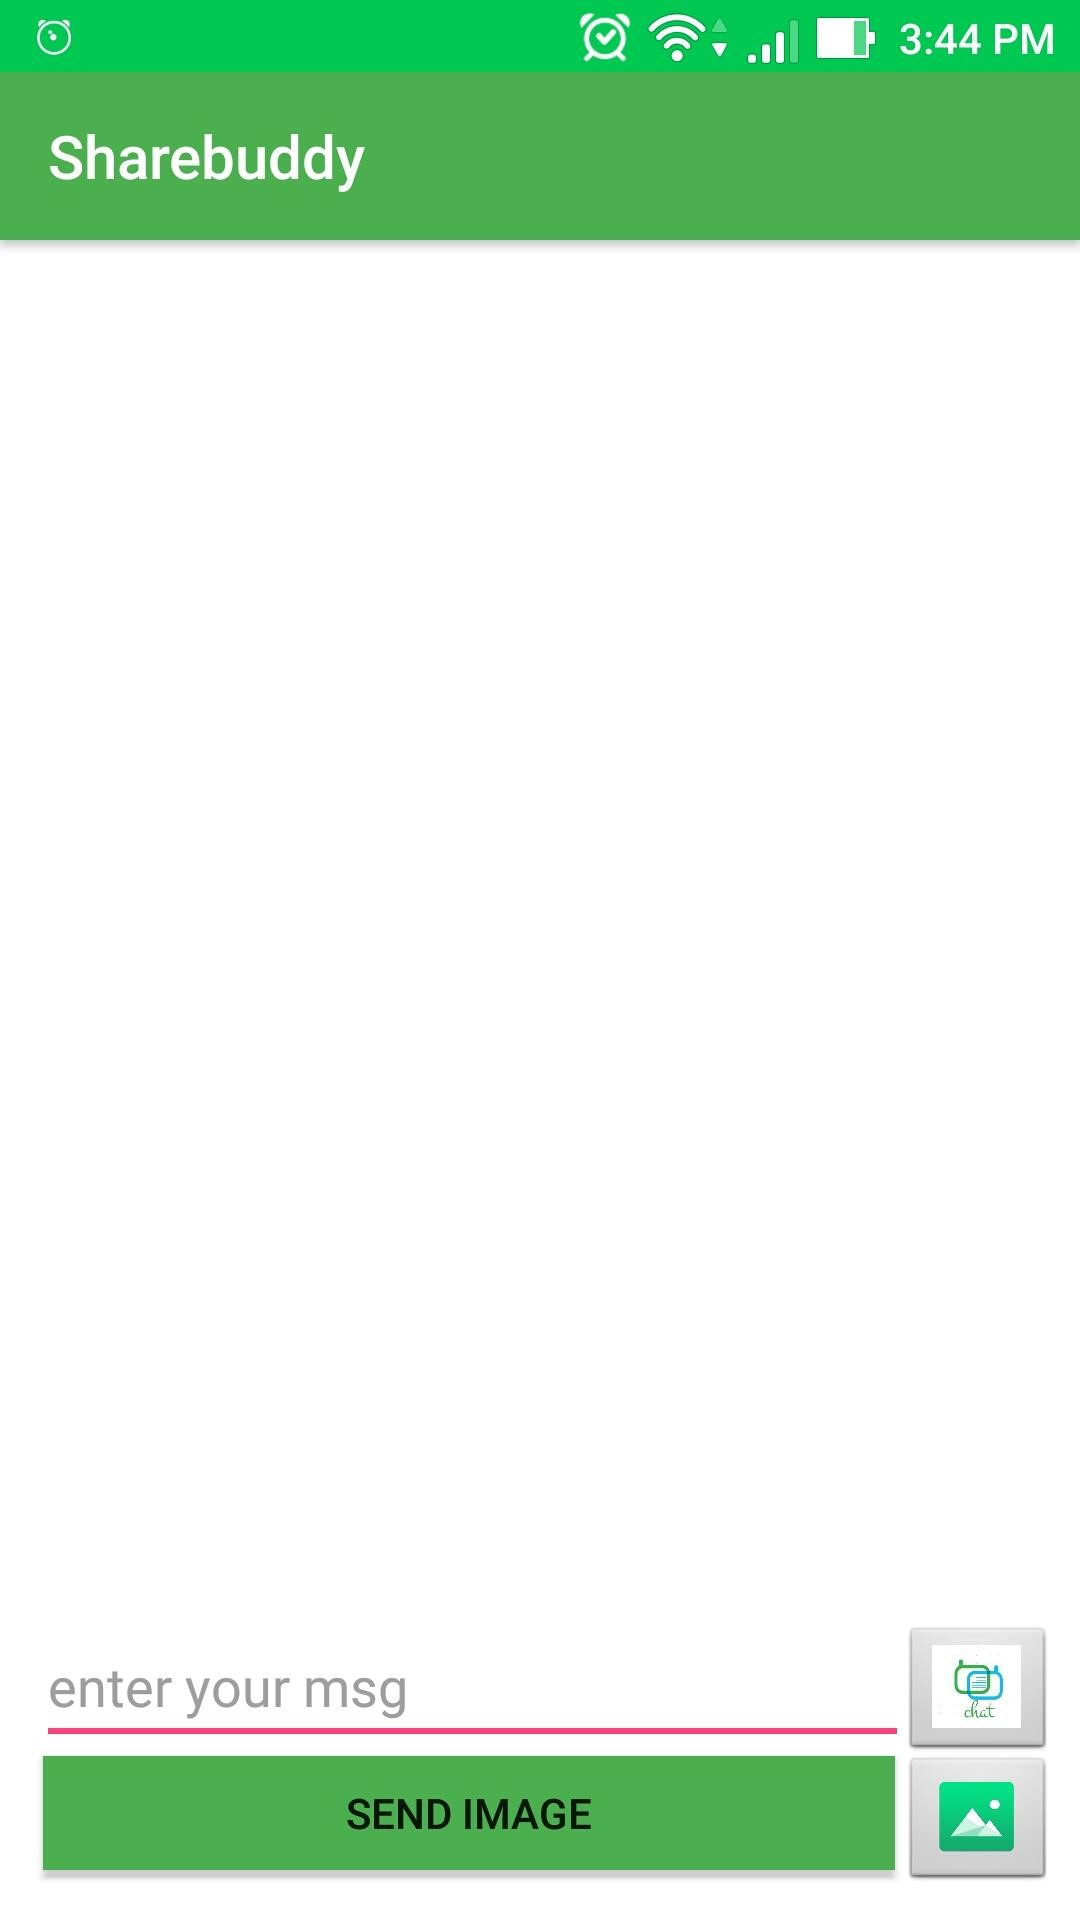 3:44 PM
Sharebuddy
enter your msg
chat
SEND IMAGE